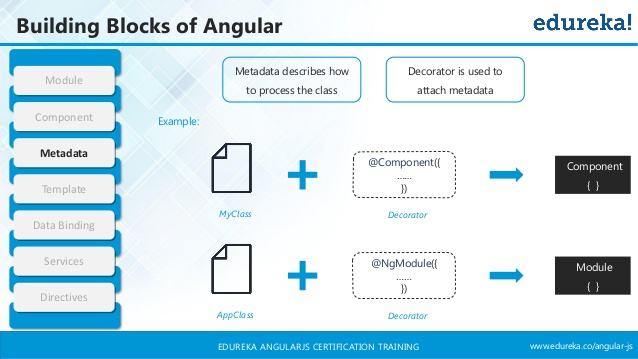 Building Blocks of Angular
edureka!
Module
Component
Metadata
Template
Data Binding
Services
Directives
Metadata describes how
to process the class
Decorator is used to
attach metadata
Example:
@Component({
......
})
Component
{ }
MyClass
Decorator
@NgModule({
......
})
Module
{ }
AppClass
Decorator
EDUREKA ANGULARJS CERTIFICATION TRAINING
www.edureka.co/angular-js